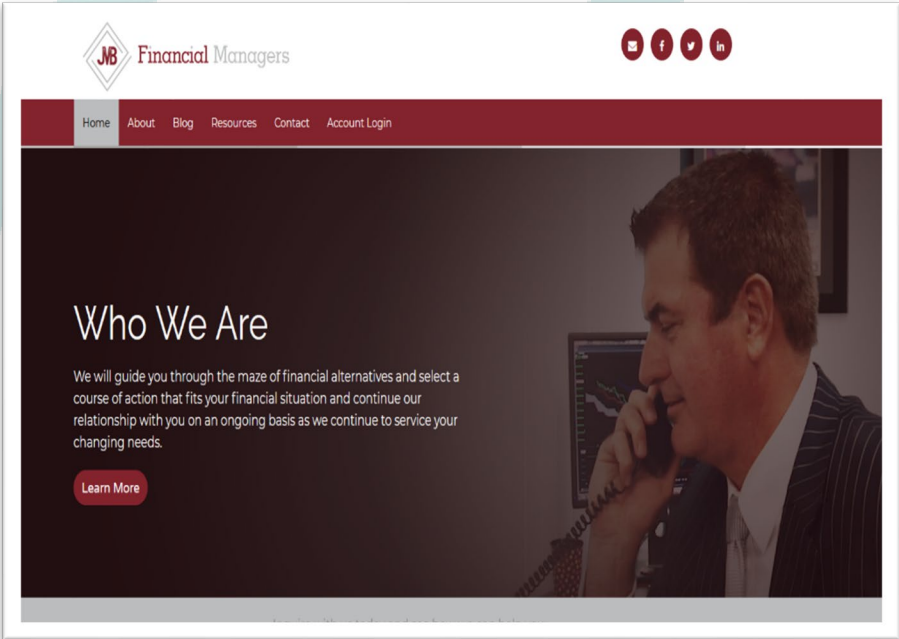 JMB Financial Managers
Home About Blog Resources Contact Account Login
Who We Are
We will guide you through the maze of financial alternatives and select a
course of action that fits your financial situation and continue our
relationship with you on an ongoing basis as we continue to service your
changing needs.
Learn More